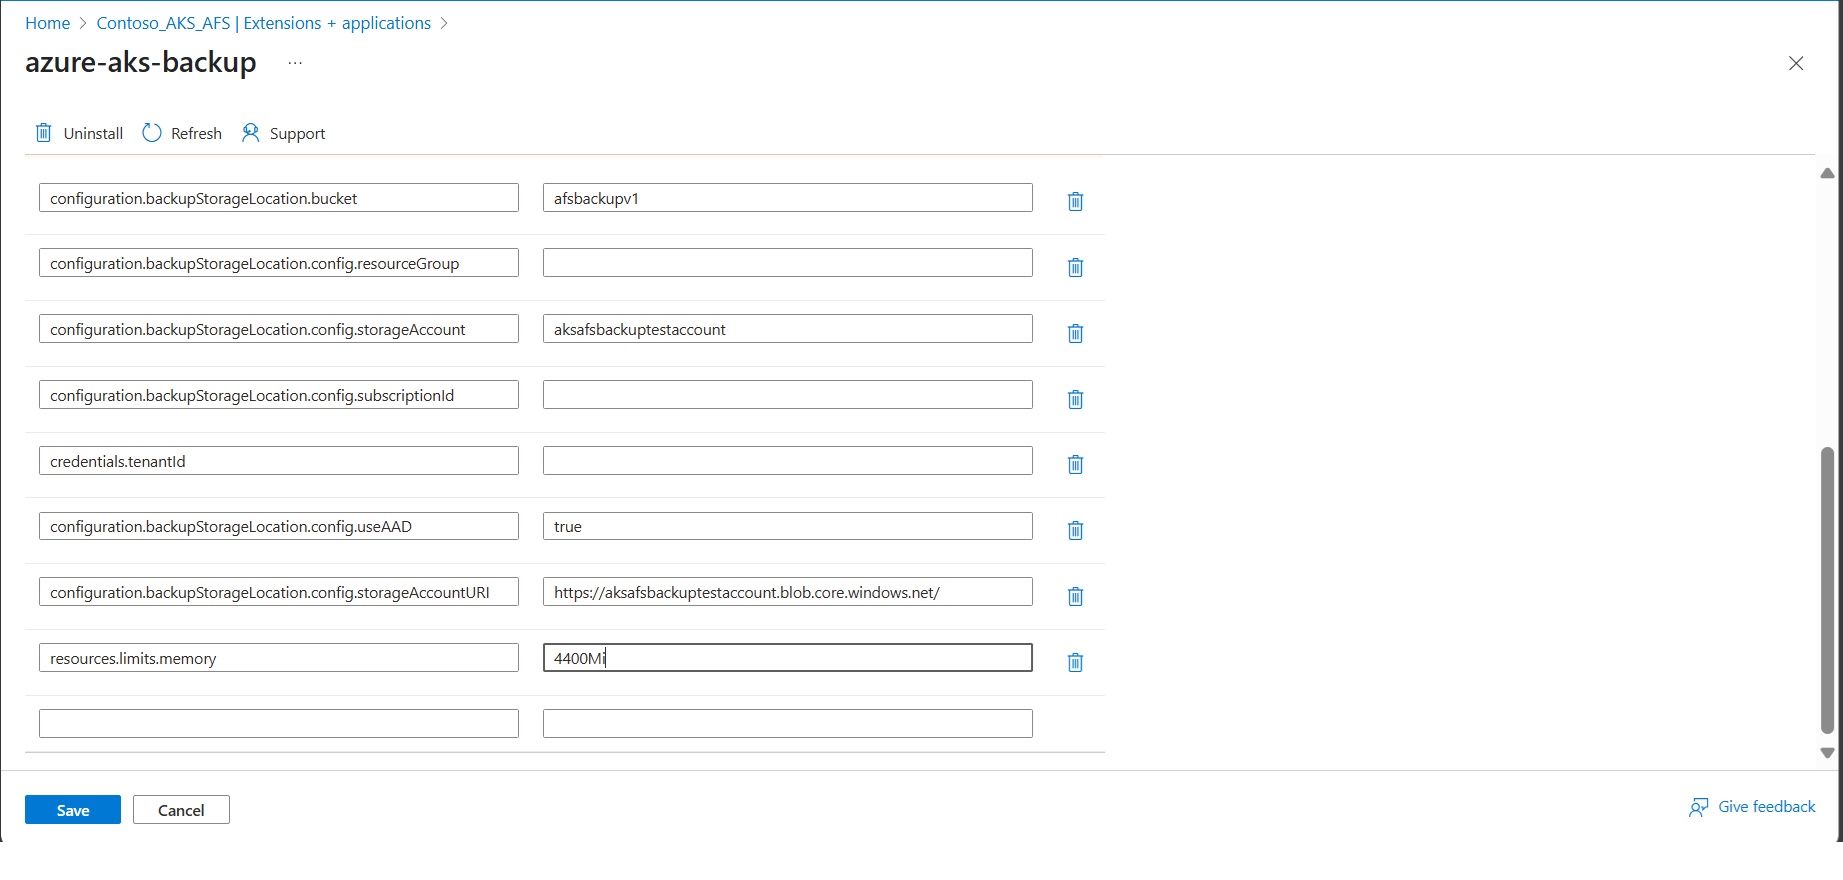 Home > Contoso_AKS_AFS | Extensions + applications >
azure-aks-backup ...
Uninstall Refresh Support
configuration.backupStorageLocation.bucket afsbackupv1
configuration.backupStorageLocation.config.resourceGroup
configuration.backupStorageLocation.config.storageAccount aksafsbackuptestaccount
configuration.backupStorageLocation.config.subscriptionId
credentials.tenantId
configuration.backupStorageLocation.config.useAAD true
configuration.backupStorageLocation.config.storageAccountURI https://aksafsbackuptestaccount.blob.core.windows.net/
resources.limits.memory 4400Mi
Save Cancel Give feedback